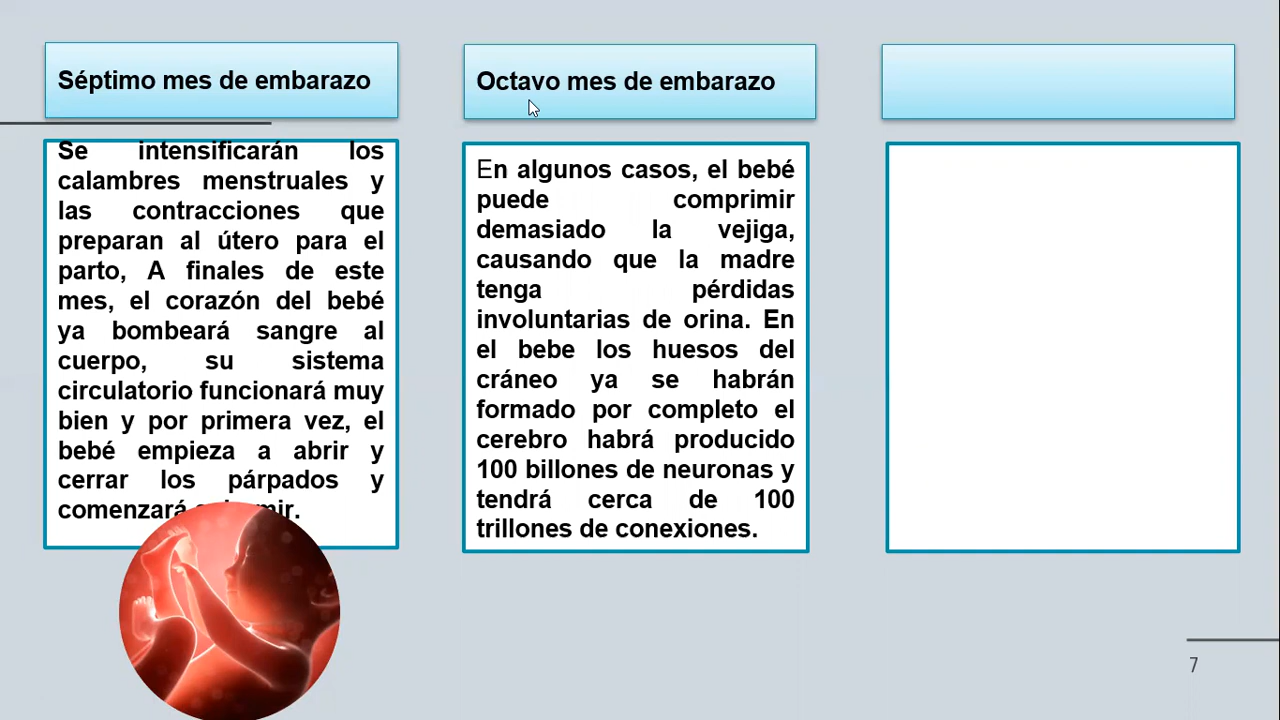 Séptimo mes de embarazo
Se intensificarán los
calambres menstruales y
las contracciones que
preparan al útero para el
parto, A finales de este
mes, el corazón del bebé
ya bombeará sangre al
cuerpo, su sistema
circulatorio funcionará muy
bien y por primera vez, el
bebé empieza a abrir y
cerrar los párpados y
comenzará
Octavo mes de embarazo
En algunos casos, el bebé
puede comprimir
demasiado la vejiga,
causando que la madre
tenga pérdidas
involuntarias de orina. En
el bebe los huesos del
cráneo ya se habrán
formado por completo el
cerebro habrá producido
100 billones de neuronas y
tendrá cerca de 100
trillones de conexiones.
7